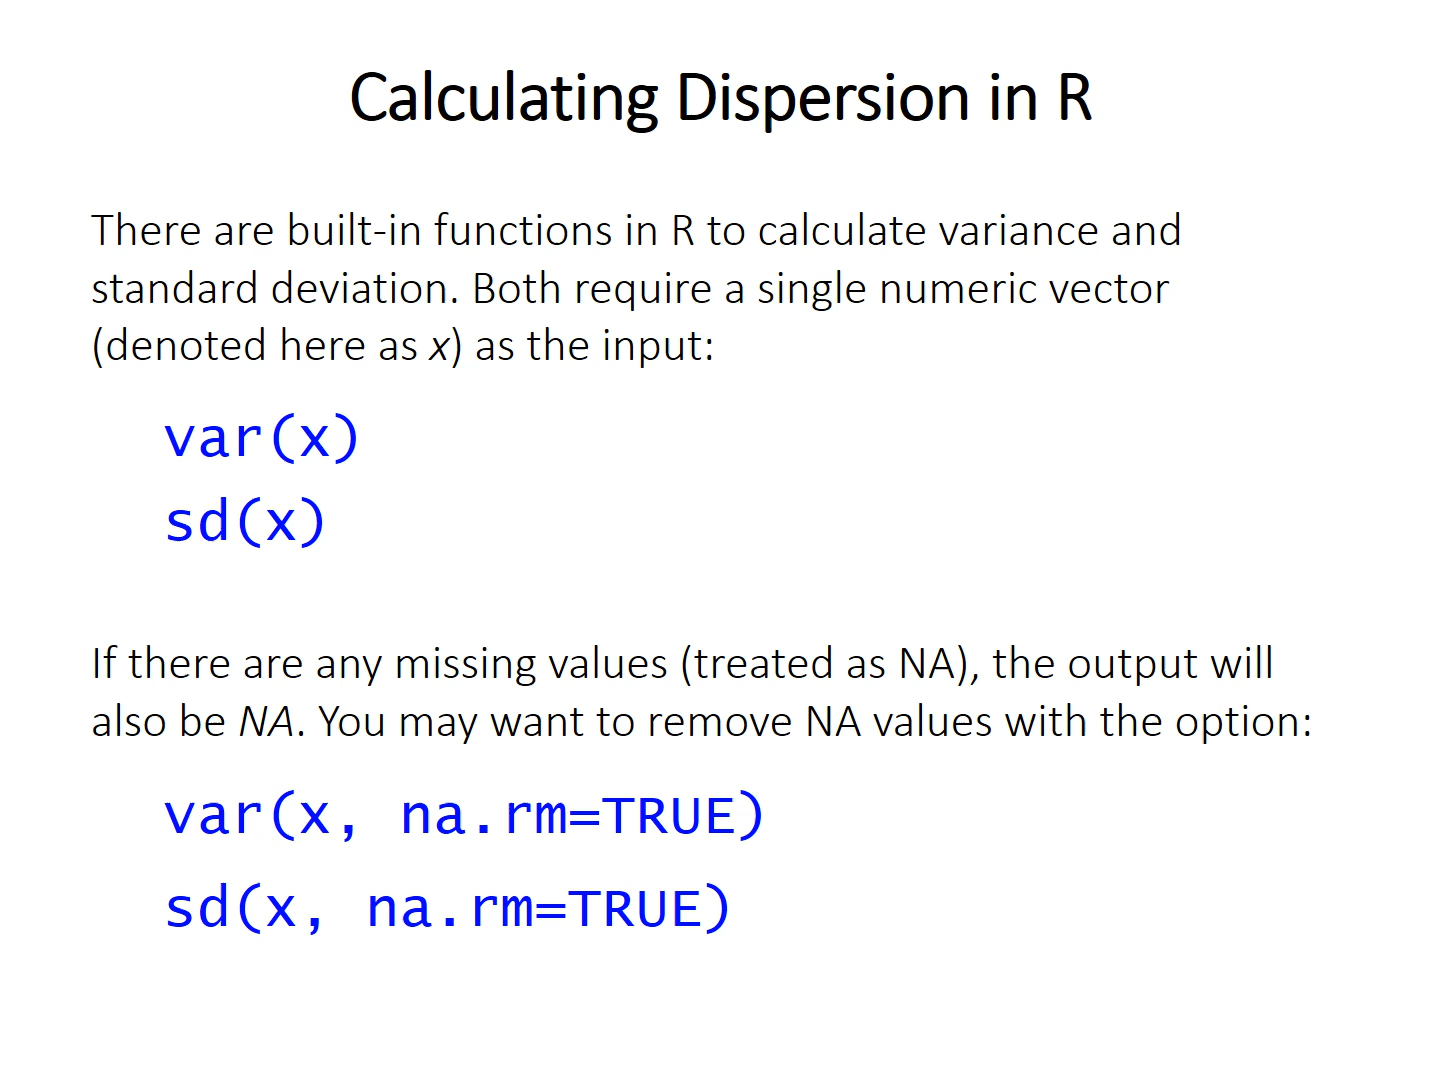 Calculating Dispersion in R
There are built-in functions in R to calculate variance and
standard deviation. Both require a single numeric vector
(denoted here as x) as the input:
var(x)
sd(x)
If there are any missing values (treated as NA), the output will
also be NA. You may want to remove NA values with the option:
var(x, na.rm=TRUE)
sd(x, na.rm=TRUE)